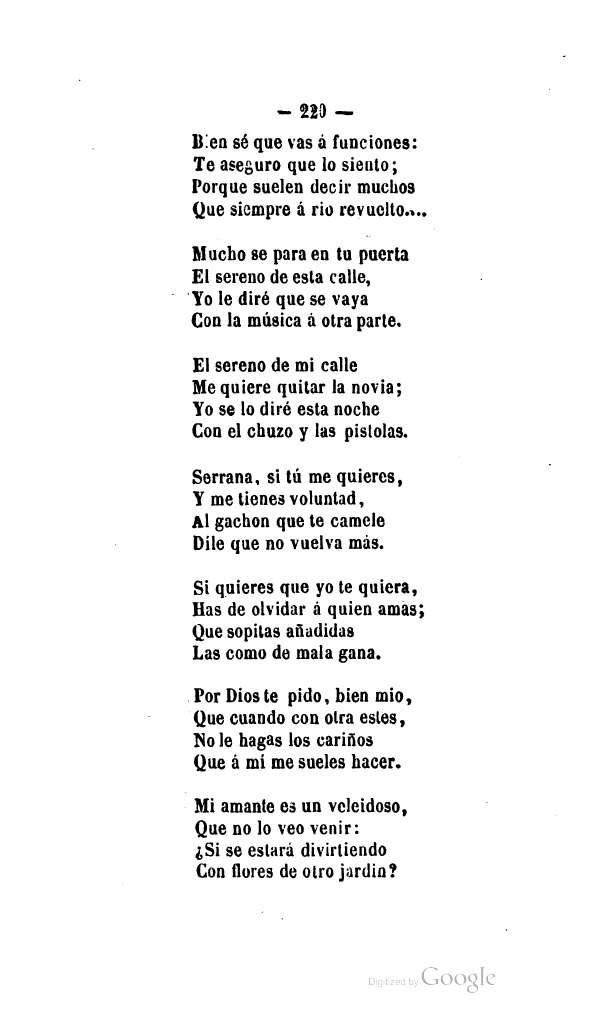 — 220 —
Bien sé que vas á funciones:
Te aseguro que lo siento;
Porque suelen decir muchos
Que siempre á rio revuelto....
Mucho se para en tu puerta
El sereno de esta calle,
Yo le diré que se vaya
Con la música á otra parte.
El sereno de mi calle
Me quiere quitar la novia;
Yo se lo diré esta noche
Con el chuzo y las pistolas.
Serrana, si tú me quieres,
Y me tienes voluntad,
Al gachon que te camele
Dile que no vuelva más.
Si quieres que yo te quiera,
Has de olvidar á quien amas;
Que sopitas añadidas
Las como de mala gana.
Por Dios te pido, bien mio,
Que cuando con otra estes,
No le hagas los cariños
Que á mí me sueles hacer.
Mi amante es un veleidoso,
Que no lo veo venir:
¿Si se estará divirtiendo
Con flores de otro jardin?
Digitized by Google